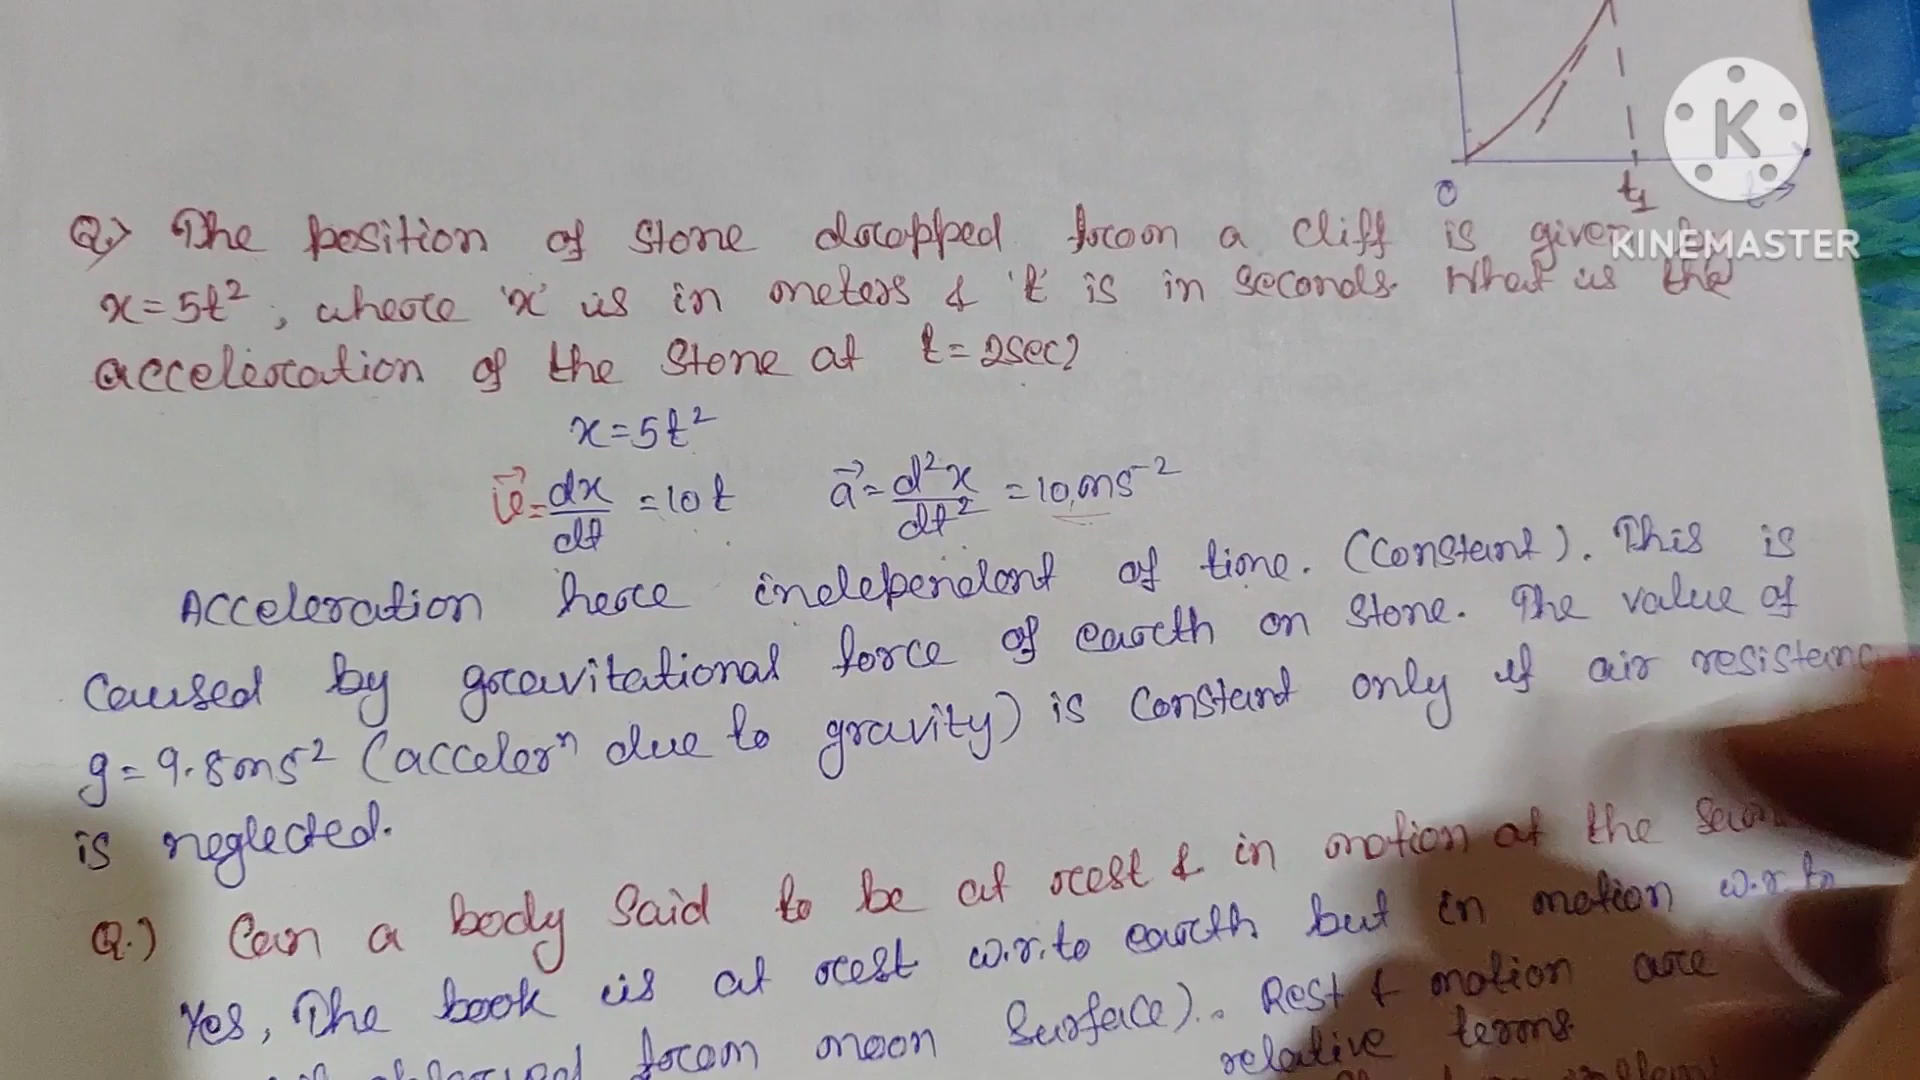 0 t₁ t→
K
KINEMASTER
Q.) The position of stone dropped from a cliff is given
x=5t², where 'x' is in meters & 't' is in seconds. What is the
acceleration of the stone at t=2sec?
x=5t²
v⃗=dx/dt =10t a⃗=d²x/dt² =10ms⁻²
Acceleration here independent of time. (Constant). This is
caused by gravitational force of earth on stone. The value of
g=9.8ms² (accelerⁿ due to gravity) is constant only if air resistanc
is neglected.
Q.) Can a body said to be at rest & in motion at the
Yes, The book is at rest w.r.to earth but in motion w.r.to
from moon surface). Rest & motion are
relative terms.